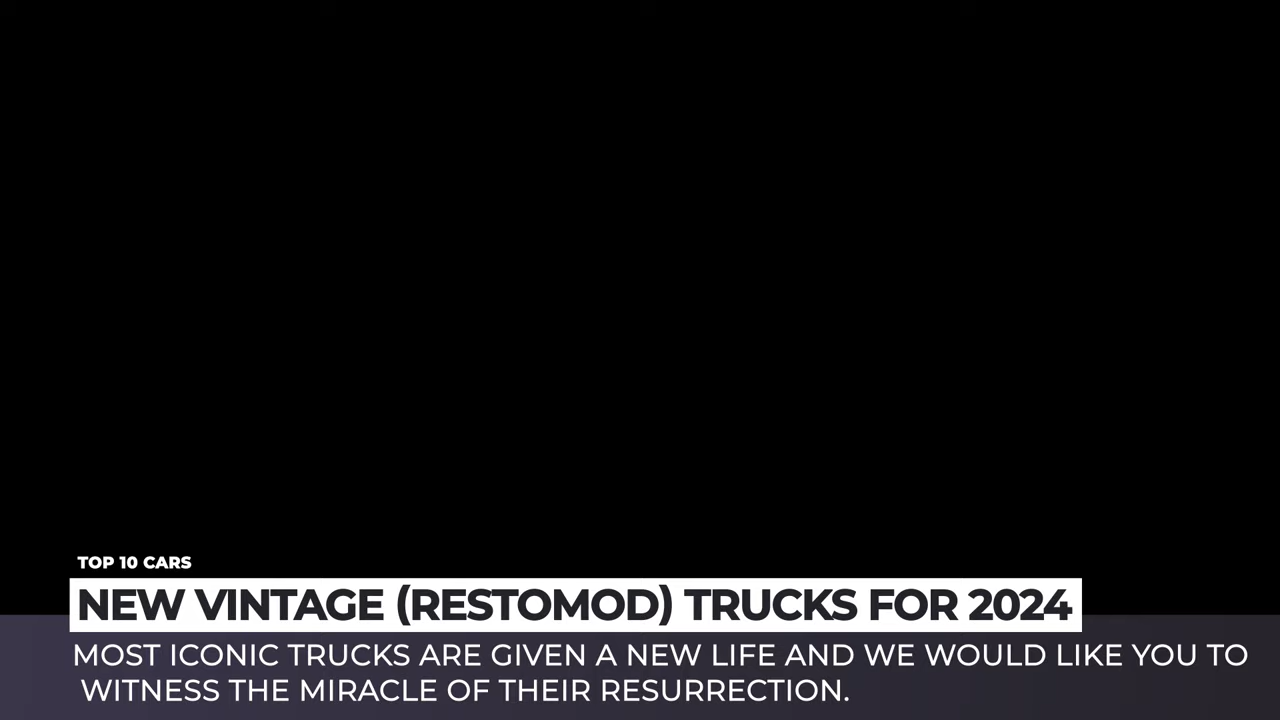 TOP 10 CARS
NEW VINTAGE (RESTOMOD) TRUCKS FOR 2024
MOST ICONIC TRUCKS ARE GIVEN A NEW LIFE AND WE WOULD LIKE YOU TO
WITNESS THE MIRACLE OF THEIR RESURRECTION.